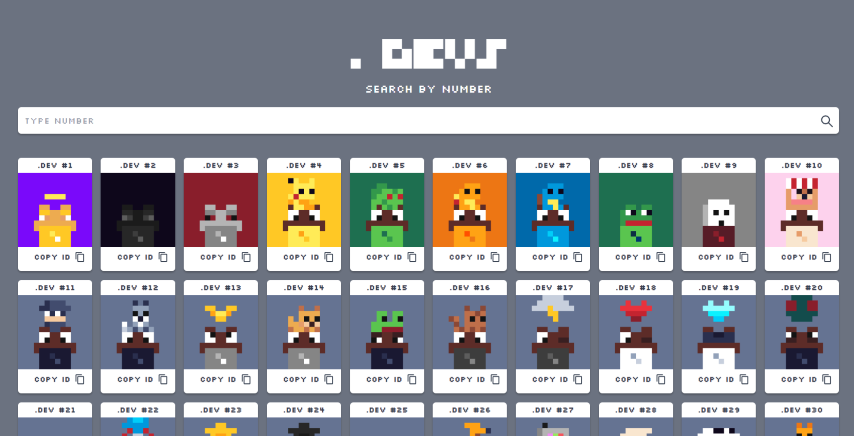 . DEVS
SEARCH BY NUMBER
TYPE NUMBER
.DEV #1 .DEV #2 .DEV #3 .DEV #4 .DEV #5 .DEV #6 .DEV #7 .DEV #8 .DEV #9 .DEV #10
COPY ID COPY ID COPY ID COPY ID COPY ID COPY ID COPY ID COPY ID COPY ID COPY ID
.DEV #11 .DEV #12 .DEV #13 .DEV #14 .DEV #15 .DEV #16 .DEV #17 .DEV #18 .DEV #19 .DEV #20
COPY ID COPY ID COPY ID COPY ID COPY ID COPY ID COPY ID COPY ID COPY ID COPY ID
.DEV #21 .DEV #22 .DEV #23 .DEV #24 .DEV #25 .DEV #26 .DEV #27 .DEV #28 .DEV #29 .DEV #30